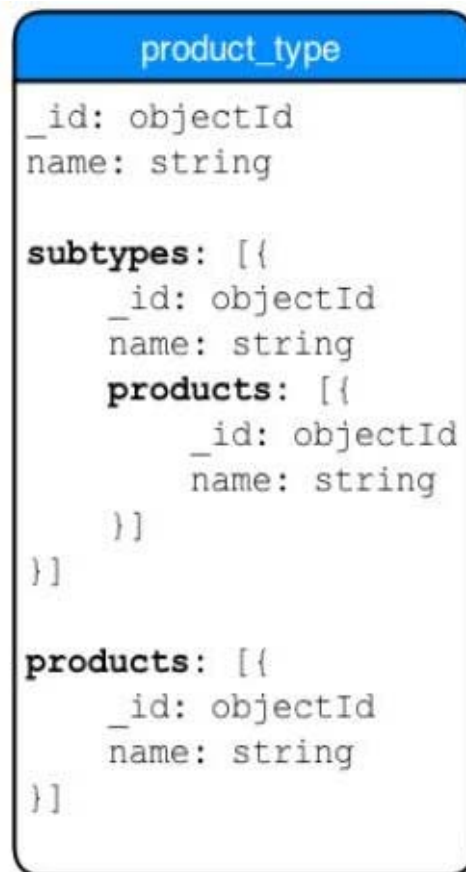 product_type
_id: objectId
name: string
subtypes: [{
_id: objectId
name: string
products: [{
_id: objectId
name: string
}]
}]
products: [{
_id: objectId
name: string
}]